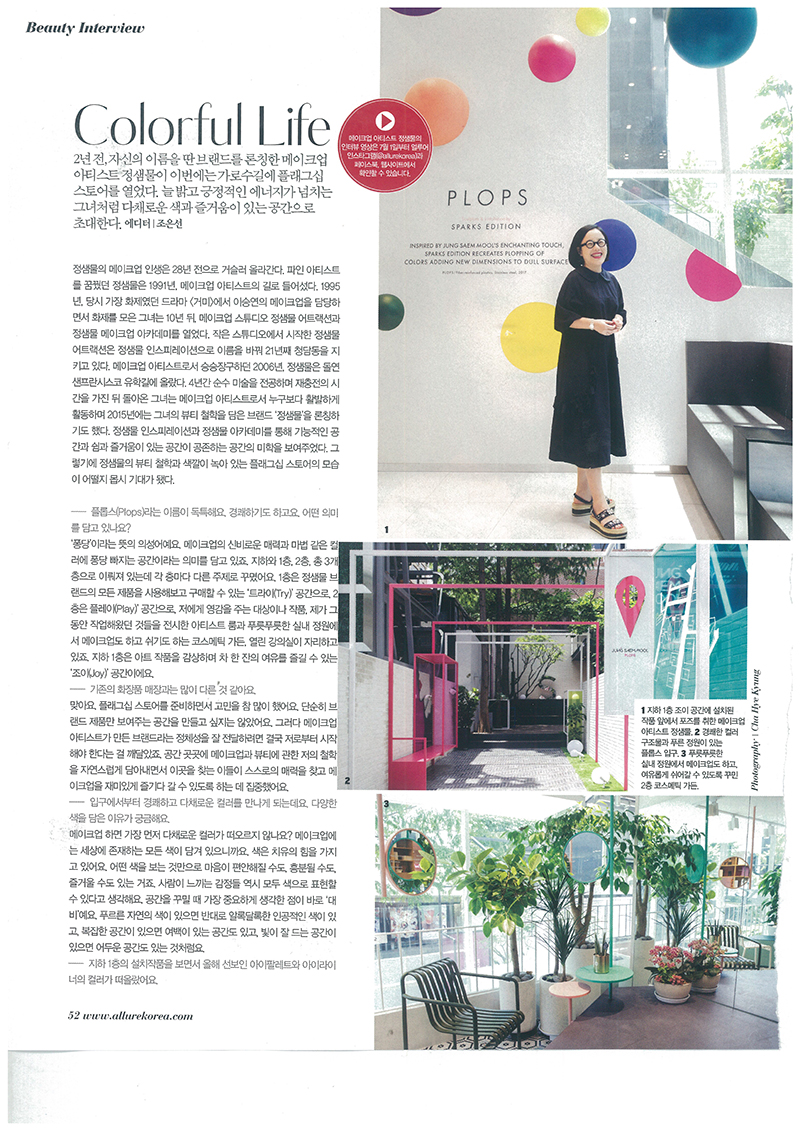 Beauty Interview
Colorful Life
2년 전, 자신의 이름을 딴 브랜드를 론칭한 메이크업
아티스트 정샘물이 이번에는 가로수길에 플래그십
스토어를 열었다. 늘 밝고 긍정적인 에너지가 넘치는
그녀처럼 다채로운 색과 즐거움이 있는 공간으로
초대한다. 에디터 | 조은선
메이크업 아티스트 정샘물의
인터뷰 영상은 7월 1일부터 얼루어
인스타그램(@allurekorea)과
페이스북, 웹사이트에서
확인할 수 있습니다.
PLOPS
SPARKS EDITION
INSPIRED BY JUNG SAEM MOOL'S ENCHANTING TOUCH,
SPARKS EDITION RECREATES PLOPPING OF
COLORS ADDING NEW DIMENSIONS TO DULL SURFACE
1
정샘물의 메이크업 인생은 28년 전으로 거슬러 올라간다. 파인 아티스트
를 꿈꿨던 정샘물은 1991년, 메이크업 아티스트의 길로 들어섰다. 1995
년, 당시 가장 화제였던 드라마 〈거미〉에서 이승연의 메이크업을 담당하
면서 화제를 모은 그녀는 10년 뒤, 메이크업 스튜디오 정샘물 어트랙션과
정샘물 메이크업 아카데미를 열었다. 작은 스튜디오에서 시작한 정샘물
어트랙션은 정샘물 인스피레이션으로 이름을 바꿔 21년째 청담동을 지
키고 있다. 메이크업 아티스트로서 승승장구하던 2006년, 정샘물은 돌연
샌프란시스코 유학길에 올랐다. 4년간 순수 미술을 전공하며 재충전의 시
간을 가진 뒤 돌아온 그녀는 메이크업 아티스트로서 누구보다 활발하게
활동하며 2015년에는 그녀의 뷰티 철학을 담은 브랜드 '정샘물'을 론칭하
기도 했다. 정샘물 인스피레이션과 정샘물 아카데미를 통해 기능적인 공
간과 쉼과 즐거움이 있는 공간이 공존하는 공간의 미학을 보여주었다. 그
렇기에 정샘물의 뷰티 철학과 색깔이 녹아 있는 플래그십 스토어의 모습
이 어떨지 몹시 기대가 됐다.
── 플롭스(Plops)라는 이름이 독특해요. 경쾌하기도 하고요. 어떤 의미
를 담고 있나요?
'퐁당'이라는 뜻의 의성어예요. 메이크업의 신비로운 매력과 마법 같은 컬
러에 퐁당 빠지는 공간이라는 의미를 담고 있죠. 지하와 1층, 2층, 총 3개
층으로 이뤄져 있는데 각 층마다 다른 주제로 꾸몄어요. 1층은 정샘물 브
랜드의 모든 제품을 사용해보고 구매할 수 있는 '트라이(Try)' 공간으로, 2
층은 플레이(Play)' 공간으로, 저에게 영감을 주는 대상이나 작품, 제가 그
동안 작업해왔던 것들을 전시한 아티스트 룸과 푸릇푸릇한 실내 정원에
서 메이크업도 하고 쉬기도 하는 코스메틱 가든, 열린 강의실이 자리하고
있죠. 지하 1층은 아트 작품을 감상하며 차 한 잔의 여유를 즐길 수 있는
'조이(Joy)' 공간이에요.
── 기존의 화장품 매장과는 많이 다른 것 같아요.
맞아요. 플래그십 스토어를 준비하면서 고민을 참 많이 했어요. 단순히 브
랜드 제품만 보여주는 공간을 만들고 싶지는 않았어요. 그러다 메이크업
아티스트가 만든 브랜드라는 정체성을 잘 전달하려면 결국 저로부터 시작
해야 한다는 걸 깨달았죠. 공간 곳곳에 메이크업과 뷰티에 관한 저의 철학
을 자연스럽게 담아내면서 이곳을 찾는 이들이 스스로의 매력을 찾고 메
이크업을 재미있게 즐기다 갈 수 있도록 하는 데 집중했어요.
── 입구에서부터 경쾌하고 다채로운 컬러를 만나게 되는데요. 다양한
색을 담은 이유가 궁금해요.
메이크업 하면 가장 먼저 다채로운 컬러가 떠오르지 않나요? 메이크업에
는 세상에 존재하는 모든 색이 담겨 있으니까요. 색은 치유의 힘을 가지
고 있어요. 어떤 색을 보는 것만으로 마음이 편안해질 수도, 흥분될 수도,
즐거울 수도 있는 거죠. 사람이 느끼는 감정들 역시 모두 색으로 표현할
수 있다고 생각해요. 공간을 꾸밀 때 가장 중요하게 생각한 점이 바로 '대
비'예요. 푸르른 자연의 색이 있으면 반대로 알록달록한 인공적인 색이 있
고, 복잡한 공간이 있으면 여백이 있는 공간도 있고, 빛이 잘 드는 공간이
있으면 어두운 공간도 있는 것처럼요.
── 지하 1층의 설치작품을 보면서 올해 선보인 아이팔레트와 아이라이
너의 컬러가 떠올랐어요.
2
JUNG SAEM MOOL
PLOPS
1 지하 1층 조이 공간에 설치된
작품 앞에서 포즈를 취한 메이크업
아티스트 정샘물. 2 경쾌한 컬러
구조물과 푸른 정원이 있는
플롭스 입구. 3 푸릇푸릇한
실내 정원에서 메이크업도 하고,
여유롭게 쉬어갈 수 있도록 꾸민
2층 코스메틱 가든.
Photography | Cha Hye Kyung
3
52 www.allurekorea.com